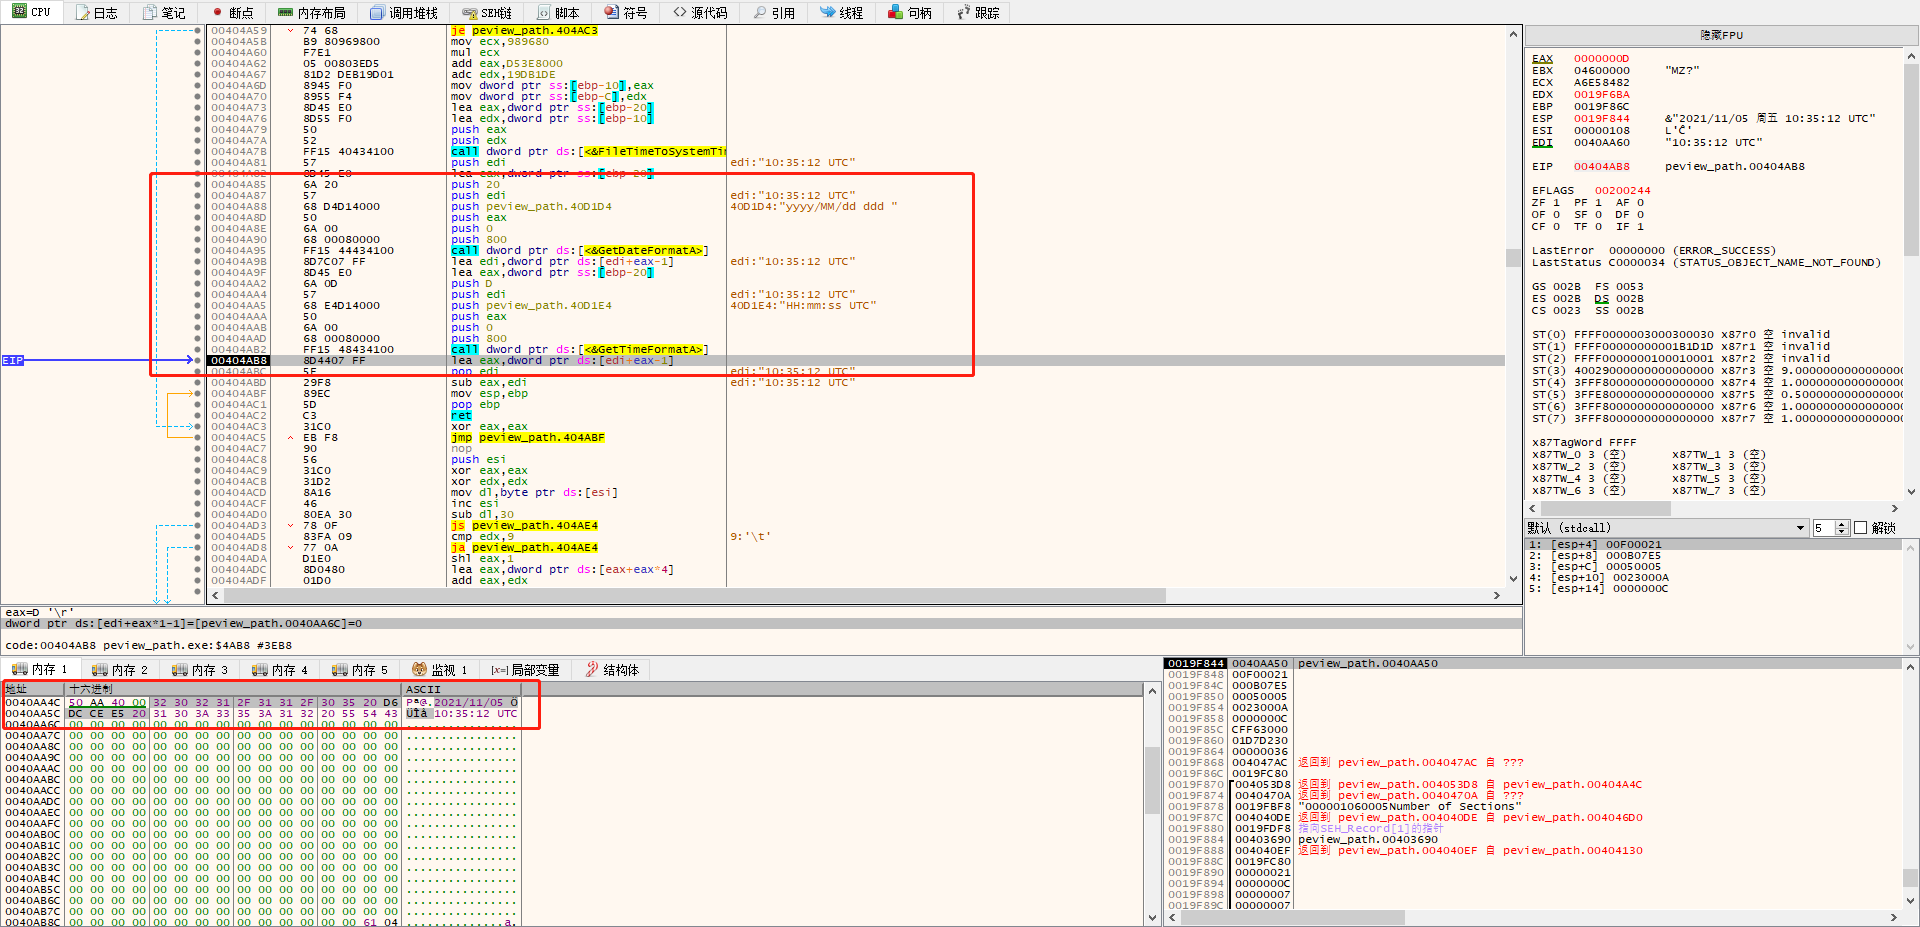 CPU 日志 笔记 断点 内存布局 调用堆栈 SEH链 脚本 符号 源代码 引用 线程 句柄 跟踪
00404A59 74 68 je peview_path.404AC3
00404A5B B9 80969800 mov ecx,989680
00404A60 F7E1 mul ecx
00404A62 05 00803ED5 add eax,D53E8000
00404A67 81D2 DEB19D01 adc edx,19DB1DE
00404A6D 8945 F0 mov dword ptr ss:[ebp-10],eax
00404A70 8955 F4 mov dword ptr ss:[ebp-C],edx
00404A73 8D45 E0 lea eax,dword ptr ss:[ebp-20]
00404A76 8D55 F0 lea edx,dword ptr ss:[ebp-10]
00404A79 50 push eax
00404A7A 52 push edx
00404A7B FF15 40434100 call dword ptr ds:[<&FileTimeToSystemTim
00404A81 57 push edi edi:"10:35:12 UTC"
00404A82 8D45 E0 lea eax,dword ptr ss:[ebp-20]
00404A85 6A 20 push 20
00404A87 57 push edi edi:"10:35:12 UTC"
00404A88 68 D4D14000 push peview_path.40D1D4 40D1D4:"yyyy/MM/dd ddd "
00404A8D 50 push eax
00404A8E 6A 00 push 0
00404A90 68 00080000 push 800
00404A95 FF15 44434100 call dword ptr ds:[<&GetDateFormatA>]
00404A9B 8D7C07 FF lea edi,dword ptr ds:[edi+eax-1] edi:"10:35:12 UTC"
00404A9F 8D45 E0 lea eax,dword ptr ss:[ebp-20]
00404AA2 6A 0D push D
00404AA4 57 push edi edi:"10:35:12 UTC"
00404AA5 68 E4D14000 push peview_path.40D1E4 40D1E4:"HH:mm:ss UTC"
00404AAA 50 push eax
00404AAB 6A 00 push 0
00404AAD 68 00080000 push 800
00404AB2 FF15 48434100 call dword ptr ds:[<&GetTimeFormatA>]
EIP 00404AB8 8D4407 FF lea eax,dword ptr ds:[edi+eax-1]
00404ABC 5F pop edi edi:"10:35:12 UTC"
00404ABD 29F8 sub eax,edi edi:"10:35:12 UTC"
00404ABF 89EC mov esp,ebp
00404AC1 5D pop ebp
00404AC2 C3 ret
00404AC3 31C0 xor eax,eax
00404AC5 EB F8 jmp peview_path.404ABF
00404AC7 90 nop
00404AC8 56 push esi
00404AC9 31C0 xor eax,eax
00404ACB 31D2 xor edx,edx
00404ACD 8A16 mov dl,byte ptr ds:[esi]
00404ACF 46 inc esi
00404AD0 80EA 30 sub dl,30
00404AD3 78 0F js peview_path.404AE4
00404AD5 83FA 09 cmp edx,9 9:'\t'
00404AD8 77 0A ja peview_path.404AE4
00404ADA D1E0 shl eax,1
00404ADC 8D0480 lea eax,dword ptr ds:[eax+eax*4]
00404ADF 01D0 add eax,edx
隐藏FPU
EAX 0000000D
EBX 04600000 "MZ?"
ECX A6E58482
EDX 0019F6BA
EBP 0019F86C
ESP 0019F844 &"2021/11/05 周五 10:35:12 UTC"
ESI 00000108 L'Ĉ'
EDI 0040AA60 "10:35:12 UTC"
EIP 00404AB8 peview_path.00404AB8
EFLAGS 00200244
ZF 1 PF 1 AF 0
OF 0 SF 0 DF 0
CF 0 TF 0 IF 1
LastError 00000000 (ERROR_SUCCESS)
LastStatus C0000034 (STATUS_OBJECT_NAME_NOT_FOUND)
GS 002B FS 0053
ES 002B DS 002B
CS 0023 SS 002B
ST(0) FFFF0000003000300030 x87r0 空 invalid
ST(1) FFFF00000000001B1D1D x87r1 空 invalid
ST(2) FFFF0000000100010001 x87r2 空 invalid
ST(3) 40029000000000000000 x87r3 空 9.0000000000000000
ST(4) 3FFF8000000000000000 x87r4 空 1.0000000000000000
ST(5) 3FFE8000000000000000 x87r5 空 0.5000000000000000
ST(6) 3FFF8000000000000000 x87r6 空 1.0000000000000000
ST(7) 3FFF8000000000000000 x87r7 空 1.0000000000000000
x87TagWord FFFF
x87TW_0 3 (空) x87TW_1 3 (空)
x87TW_2 3 (空) x87TW_3 3 (空)
x87TW_4 3 (空) x87TW_5 3 (空)
x87TW_6 3 (空) x87TW_7 3 (空)
默认 (stdcall) 5 解锁
1: [esp+4] 00F00021
2: [esp+8] 000B07E5
3: [esp+C] 00050005
4: [esp+10] 0023000A
5: [esp+14] 0000000C
eax=D '\r'
dword ptr ds:[edi+eax*1-1]=[peview_path.0040AA6C]=0
code:00404AB8 peview_path.exe:$4AB8 #3EB8
内存 1 内存 2 内存 3 内存 4 内存 5 监视 1 [x=]局部变量 结构体
地址 十六进制 ASCII
0040AA4C 50 AA 40 00 32 30 32 31 2F 31 31 2F 30 35 20 D6 Pª@.2021/11/05 Ö
0040AA5C DC CE E5 20 31 30 3A 33 35 3A 31 32 20 55 54 43 ÜÎå 10:35:12 UTC
0040AA6C 00 00 00 00 00 00 00 00 00 00 00 00 00 00 00 00 ................
0040AA7C 00 00 00 00 00 00 00 00 00 00 00 00 00 00 00 00 ................
0040AA8C 00 00 00 00 00 00 00 00 00 00 00 00 00 00 00 00 ................
0040AA9C 00 00 00 00 00 00 00 00 00 00 00 00 00 00 00 00 ................
0040AAAC 00 00 00 00 00 00 00 00 00 00 00 00 00 00 00 00 ................
0040AABC 00 00 00 00 00 00 00 00 00 00 00 00 00 00 00 00 ................
0040AACC 00 00 00 00 00 00 00 00 00 00 00 00 00 00 00 00 ................
0040AADC 00 00 00 00 00 00 00 00 00 00 00 00 00 00 00 00 ................
0040AAEC 00 00 00 00 00 00 00 00 00 00 00 00 00 00 00 00 ................
0040AAFC 00 00 00 00 00 00 00 00 00 00 00 00 00 00 00 00 ................
0040AB0C 00 00 00 00 00 00 00 00 00 00 00 00 00 00 00 00 ................
0040AB1C 00 00 00 00 00 00 00 00 00 00 00 00 00 00 00 00 ................
0040AB2C 00 00 00 00 00 00 00 00 00 00 00 00 00 00 00 00 ................
0040AB3C 00 00 00 00 00 00 00 00 00 00 00 00 00 00 00 00 ................
0040AB4C 00 00 00 00 00 00 00 00 00 00 00 00 00 00 00 00 ................
0040AB5C 00 00 00 00 00 00 00 00 00 00 00 00 00 00 00 00 ................
0040AB6C 00 00 00 00 00 00 00 00 00 00 00 00 00 00 00 00 ................
0040AB7C 00 00 00 00 00 00 00 00 00 00 00 00 00 00 00 00 ................
0040AB8C 00 00 00 00 00 00 00 00 00 00 00 00 00 00 61 04 ..............a.
0019F844 0040AA50 peview_path.0040AA50
0019F848 00F00021
0019F84C 000B07E5
0019F850 00050005
0019F854 0023000A
0019F858 0000000C
0019F85C CFF63000
0019F860 01D7D230
0019F864 00000036
0019F868 004047AC 返回到 peview_path.004047AC 自 ???
0019F86C 0019FC80
0019F870 004053D8 返回到 peview_path.004053D8 自 peview_path.00404A4C
0019F874 0040470A 返回到 peview_path.0040470A 自 ???
0019F878 0019FBF8 "000001060005Number of Sections"
0019F87C 004040DE 返回到 peview_path.004040DE 自 peview_path.004046D0
0019F880 0019FDF8 指向SEH_Record[1]的指针
0019F884 00403690 peview_path.00403690
0019F888 004040EF 返回到 peview_path.004040EF 自 peview_path.00404130
0019F88C 0019FC80
0019F890 00000021
0019F894 0000000C
0019F898 00000007
0019F89C 00000007